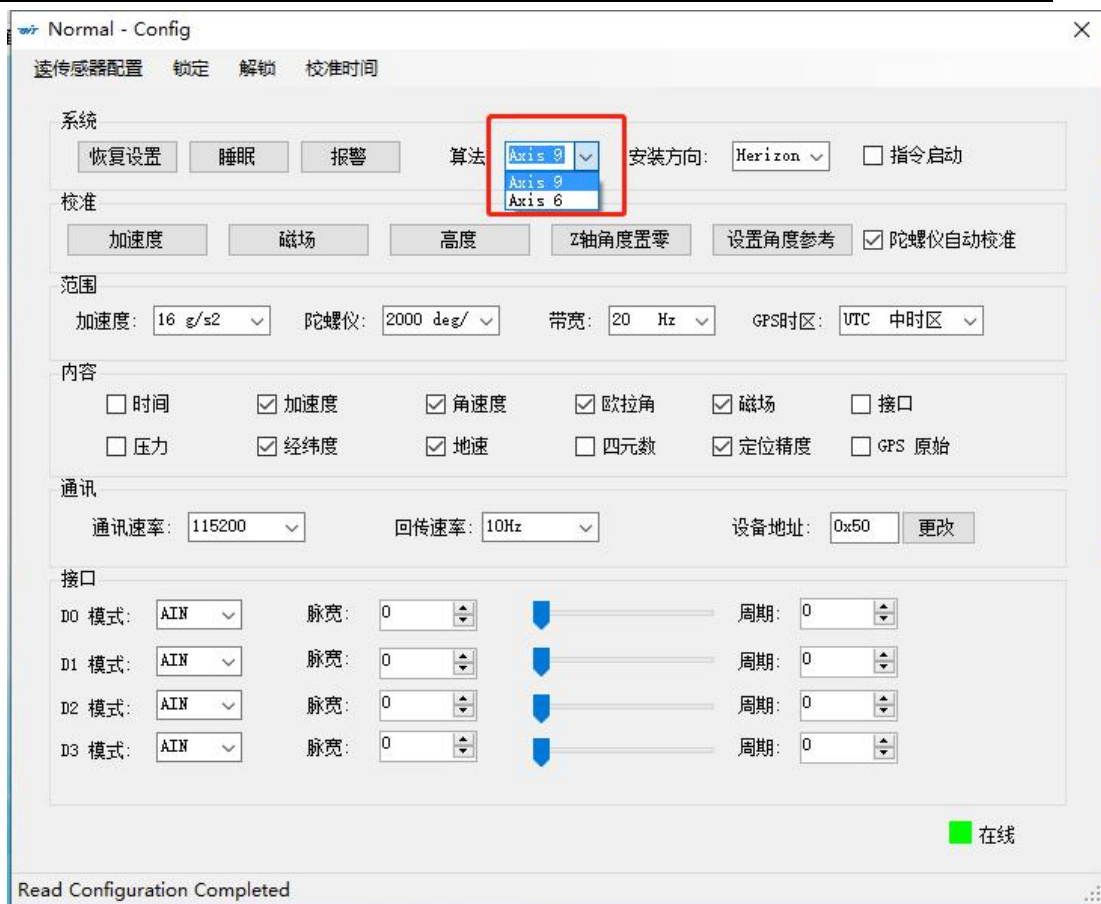 wit Normal - Config
读传感器配置 锁定 解锁 校准时间
系统
恢复设置 睡眠 报警 算法 Axis 9 安装方向: Herizon 指令启动
Axis 9
Axis 6
校准
加速度 磁场 高度 Z轴角度置零 设置角度参考 陀螺仪自动校准
范围
加速度: 16 g/s2 陀螺仪: 2000 deg/ 带宽: 20 Hz GPS时区: UTC 中时区
内容
时间 加速度 角速度 欧拉角 磁场 接口
压力 经纬度 地速 四元数 定位精度 GPS 原始
通讯
通讯速率: 115200 回传速率: 10Hz 设备地址: 0x50 更改
接口
D0 模式: AIN 脉宽: 0 周期: 0
D1 模式: AIN 脉宽: 0 周期: 0
D2 模式: AIN 脉宽: 0 周期: 0
D3 模式: AIN 脉宽: 0 周期: 0
在线
Read Configuration Completed